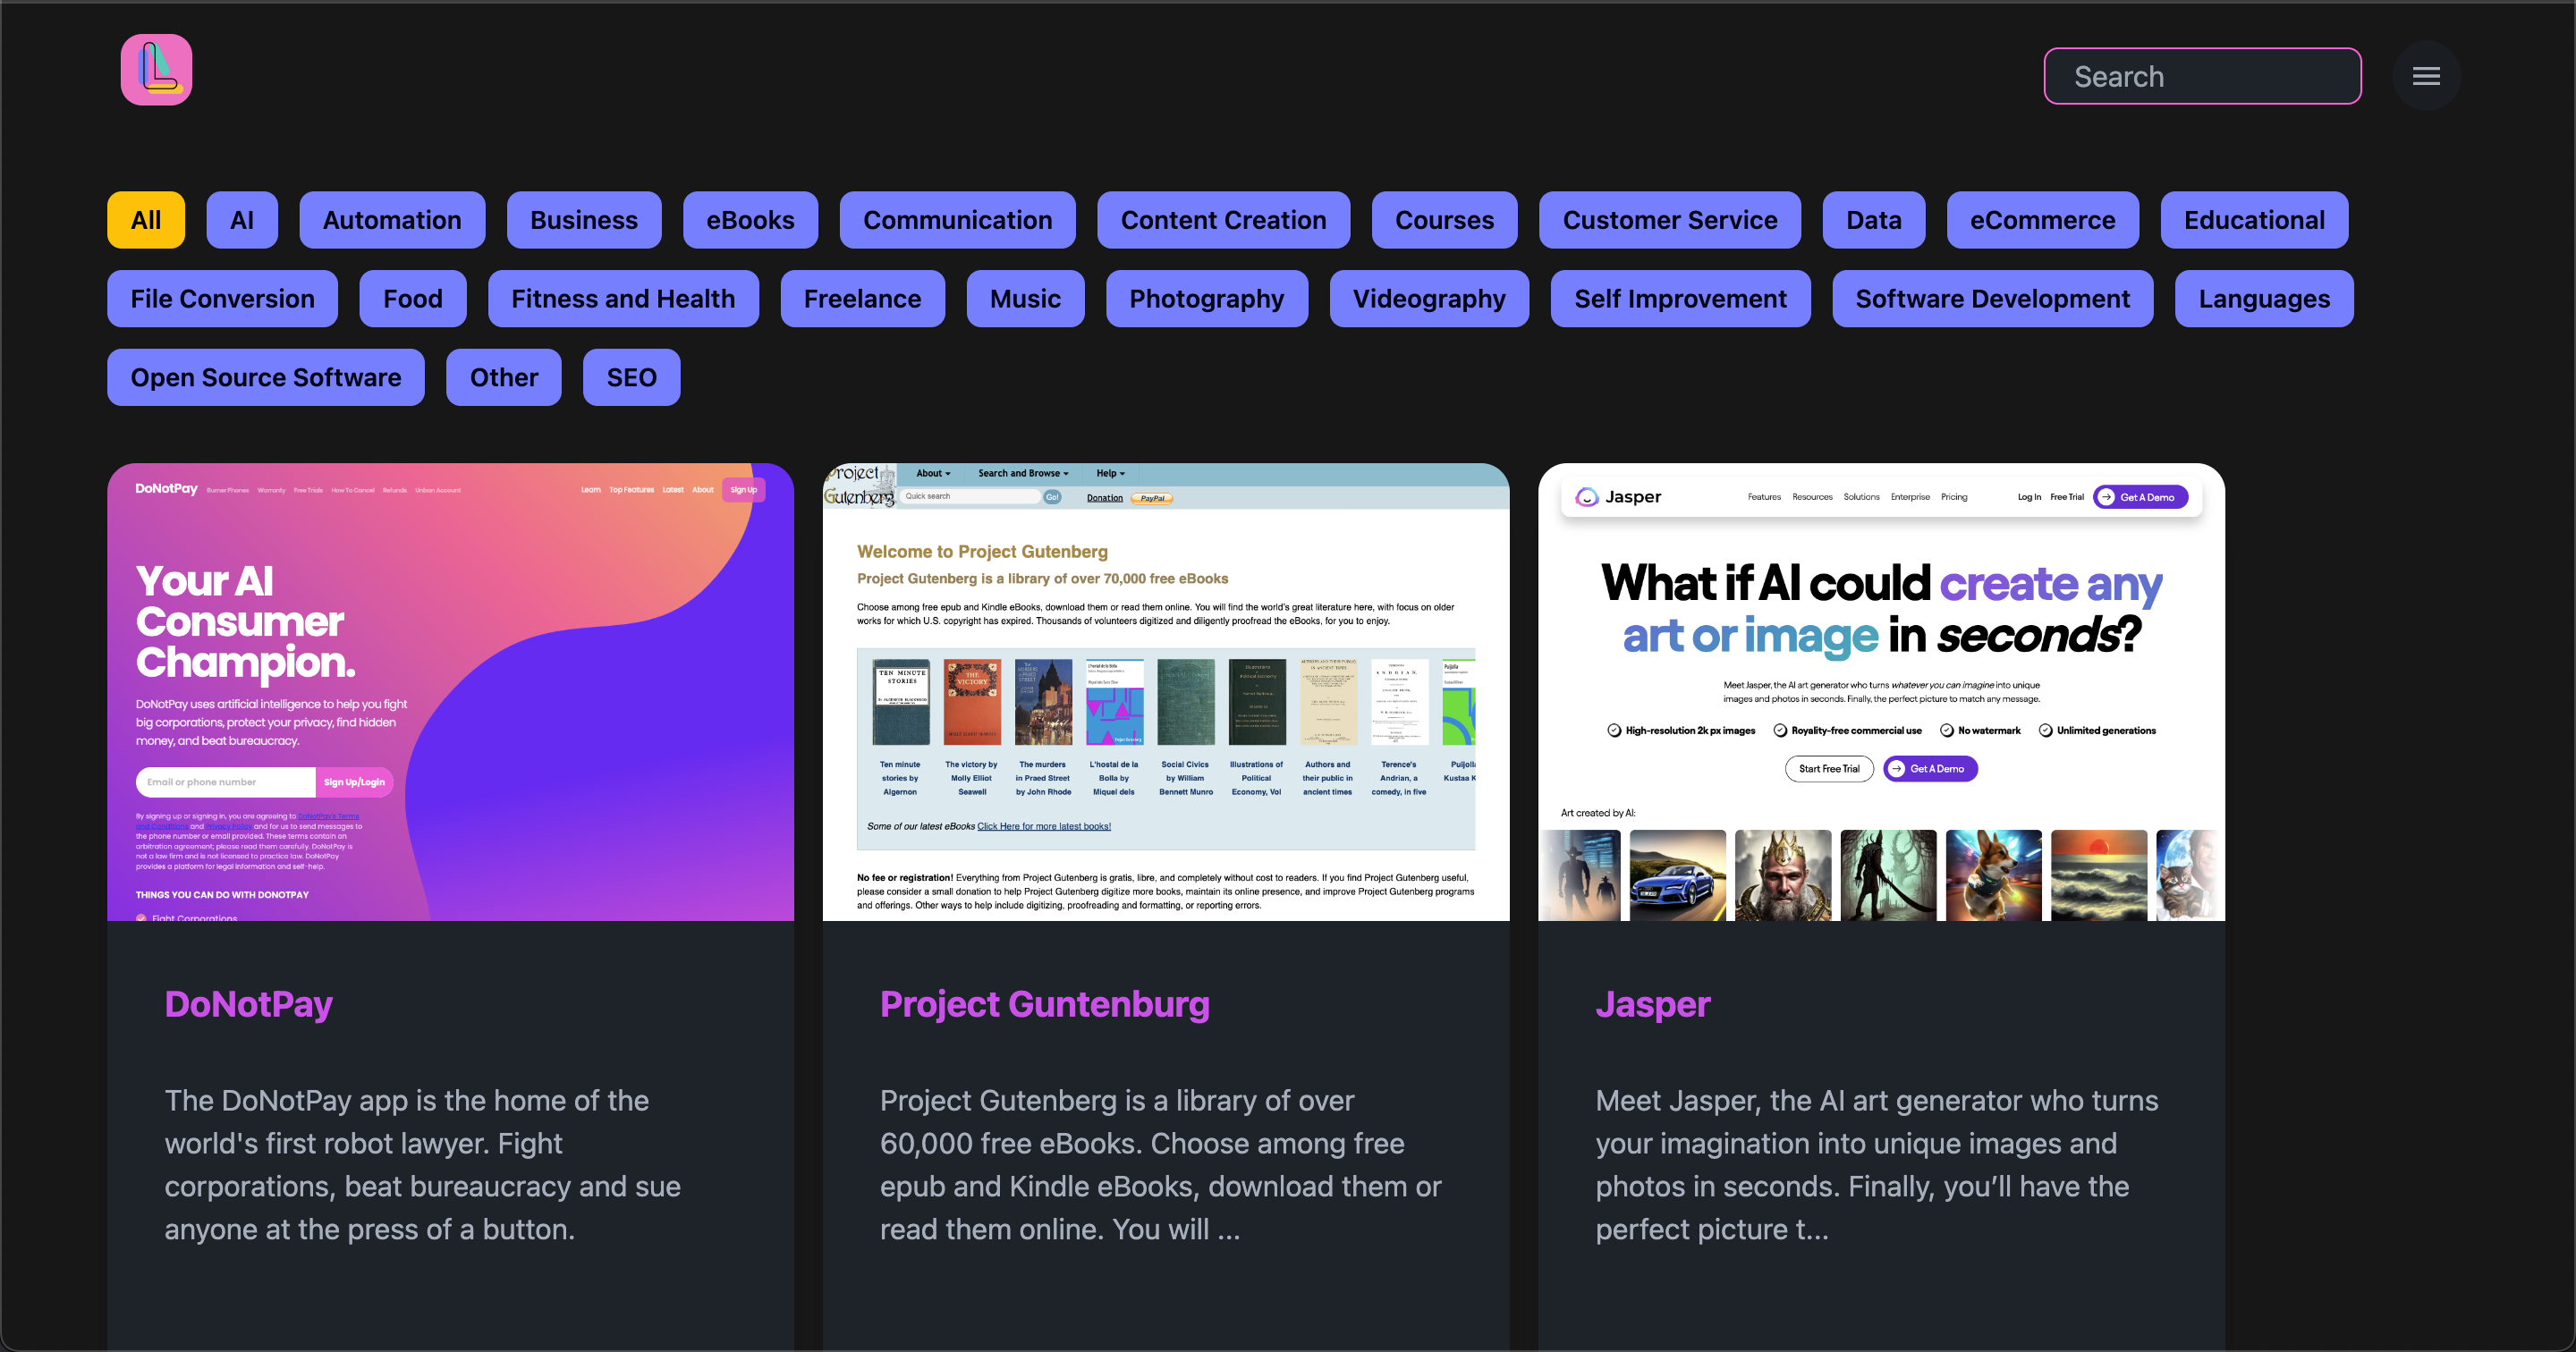 Search
All AI Automation Business eBooks Communication Content Creation Courses Customer Service Data eCommerce Educational
File Conversion Food Fitness and Health Freelance Music Photography Videography Self Improvement Software Development Languages
Open Source Software Other SEO
DoNotPay Burner Phones Warranty Free Trials How To Cancel Refunds Unban Account Learn Top Features Latest About Sign Up
Your AI
Consumer
Champion.
DoNotPay uses artificial intelligence to help you fight
big corporations, protect your privacy, find hidden
money, and beat bureaucracy.
Email or phone number Sign Up/Login
By signing up or signing in, you are agreeing to DoNotPay's Terms
and Conditions and Privacy Policy and for us to send messages to
the phone number or email provided. These terms contain an
arbitration agreement; please read them carefully. DoNotPay is
not a law firm and is not licensed to practice law. DoNotPay
provides a platform for legal information and self-help.
THINGS YOU CAN DO WITH DONOTPAY
Fight Corporations
DoNotPay
The DoNotPay app is the home of the
world's first robot lawyer. Fight
corporations, beat bureaucracy and sue
anyone at the press of a button.
Project
Gutenberg
About Search and Browse Help
Quick search Go! Donation PayPal
Welcome to Project Gutenberg
Project Gutenberg is a library of over 70,000 free eBooks
Choose among free epub and Kindle eBooks, download them or read them online. You will find the world's great literature here, with focus on older
works for which U.S. copyright has expired. Thousands of volunteers digitized and diligently proofread the eBooks, for you to enjoy.
TEN MINUTE
STORIES
THE
VICTORY
Ten minute
stories by
Algernon
The victory by
Molly Elliot
Seawell
The murders
in Praed Street
by John Rhode
L'hostal de la
Bolla by
Miquel dels
Social Civics
by William
Bennett Munro
Illustrations of
Political
Economy, Vol
Authors and
their public in
ancient times
Terence's
Andrian, a
comedy, in five
Kustaa K
Some of our latest eBooks Click Here for more latest books!
No fee or registration! Everything from Project Gutenberg is gratis, libre, and completely without cost to readers. If you find Project Gutenberg useful,
please consider a small donation to help Project Gutenberg digitize more books, maintain its online presence, and improve Project Gutenberg programs
and offerings. Other ways to help include digitizing, proofreading and formatting, or reporting errors.
Project Guntenburg
Project Gutenberg is a library of over
60,000 free eBooks. Choose among free
epub and Kindle eBooks, download them or
read them online. You will ...
Jasper Features Resources Solutions Enterprise Pricing Log In Free Trial Get A Demo
What if AI could create any
art or image in seconds?
Meet Jasper, the AI art generator who turns whatever you can imagine into unique
images and photos in seconds. Finally, the perfect picture to match any message.
High-resolution 2k px images Royality-free commercial use No watermark Unlimited generations
Start Free Trial Get A Demo
Art created by AI:
Jasper
Meet Jasper, the AI art generator who turns
your imagination into unique images and
photos in seconds. Finally, you’ll have the
perfect picture t...